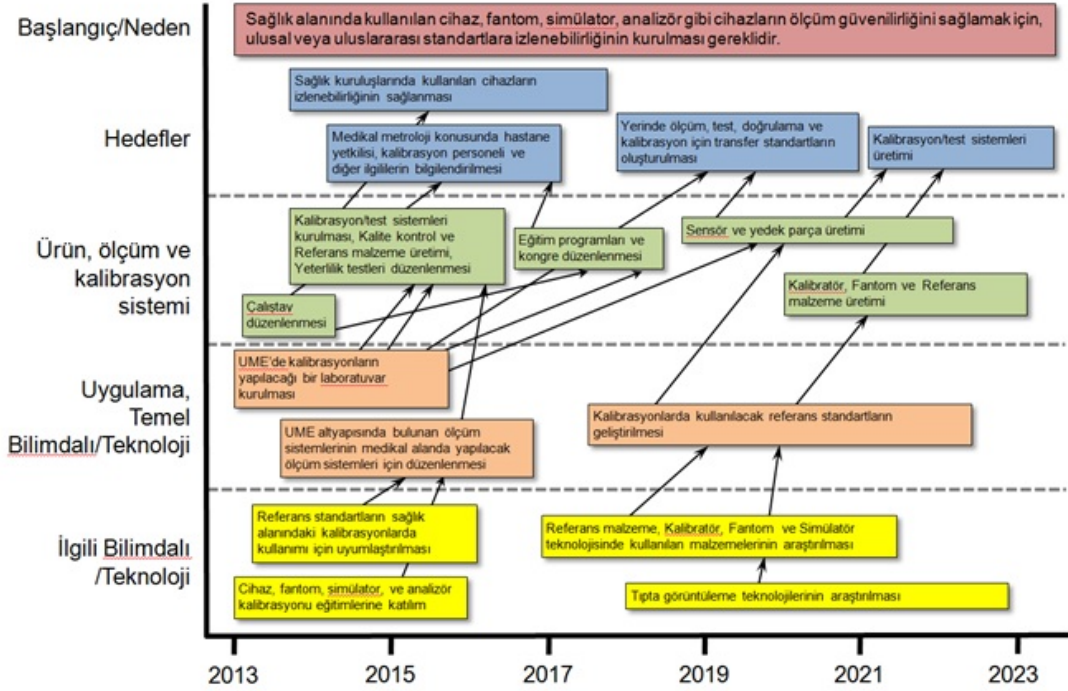 Başlangıç/Neden
Sağlık alanında kullanılan cihaz, fantom, simülator, analizör gibi cihazların ölçüm güvenilirliğini sağlamak için,
ulusal veya uluslararası standartlara izlenebilirliğinin kurulması gereklidir.
Hedefler
Sağlık kuruluşlarında kullanılan cihazların
izlenebilirliğinin sağlanması
Medikal metroloji konusunda hastane
yetkilisi, kalibrasyon personeli ve
diğer ilgililerin bilgilendirilmesi
Yerinde ölçüm, test, doğrulama ve
kalibrasyon için transfer standartların
oluşturulması
Kalibrasyon/test sistemleri
üretimi
Ürün, ölçüm ve
kalibrasyon
sistemi
Kalibrasyon/test sistemleri
kurulması, Kalite kontrol ve
Referans malzeme üretimi,
Yeterlilik testleri düzenlenmesi
Eğitim programları ve
kongre düzenlenmesi
Sensör ve yedek parça üretimi
Çalıştav
düzenlenmesi
Kalibratör, Fantom ve Referans
malzeme üretimi
Uygulama,
Temel
Bilimdalı/Teknoloji
UME'de kalibrasyonların
yapılacağı bir laboratuvar
kurulması
UME altyapısında bulunan ölçüm
sistemlerinin medikal alanda yapılacak
ölçüm sistemleri için düzenlenmesi
Kalibrasyonlarda kullanılacak referans standartların
geliştirilmesi
İlgili Bilimdalı
/Teknoloji
Referans standartların sağlık
alanındaki kalibrasyonlarda
kullanımı için uyumlaştırılması
Cihaz, fantom, simülator, ve analizör
kalibrasyonu eğitimlerine katılım
Referans malzeme, Kalibratör, Fantom ve Simülatör
teknolojisinde kullanılan malzemelerinin araştırılması
Tıpta görüntüleme teknolojilerinin araştırılması
2013 2015 2017 2019 2021 2023